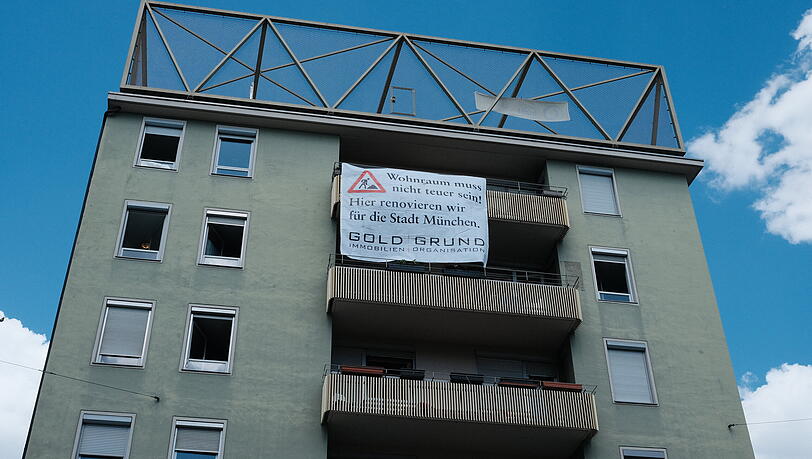 Wohnraum muss
nicht teuer sein!
Hier renovieren wir
für die Stadt München.
GOLD GRUND
IMMOBILIEN ORGANISATION